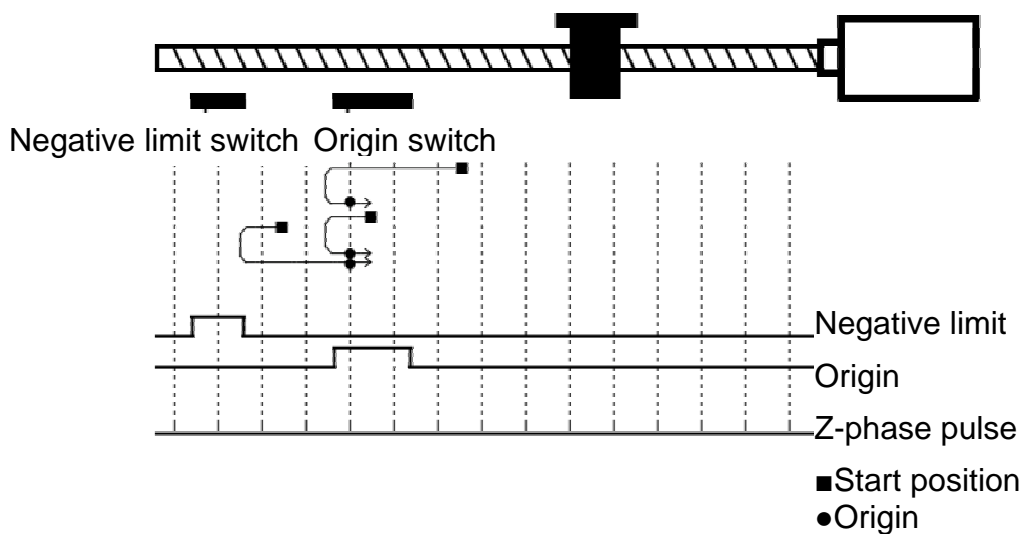 Negative limit switch Origin switch
Negative limit
Origin
Z-phase pulse
■Start position
●Origin